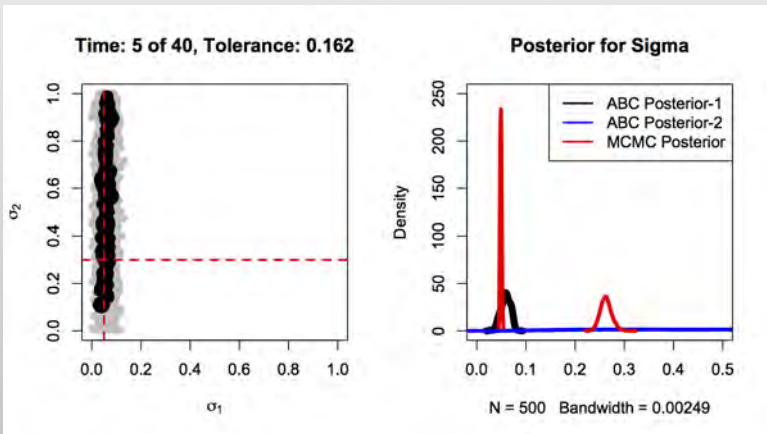 Time: 5 of 40, Tolerance: 0.162
σ2
0.0 0.2 0.4 0.6 0.8 1.0
0.0 0.2 0.4 0.6 0.8 1.0
σ1
Posterior for Sigma
Density
0 50 100 150 200 250
ABC Posterior-1
ABC Posterior-2
MCMC Posterior
0.0 0.1 0.2 0.3 0.4 0.5
N = 500 Bandwidth = 0.00249